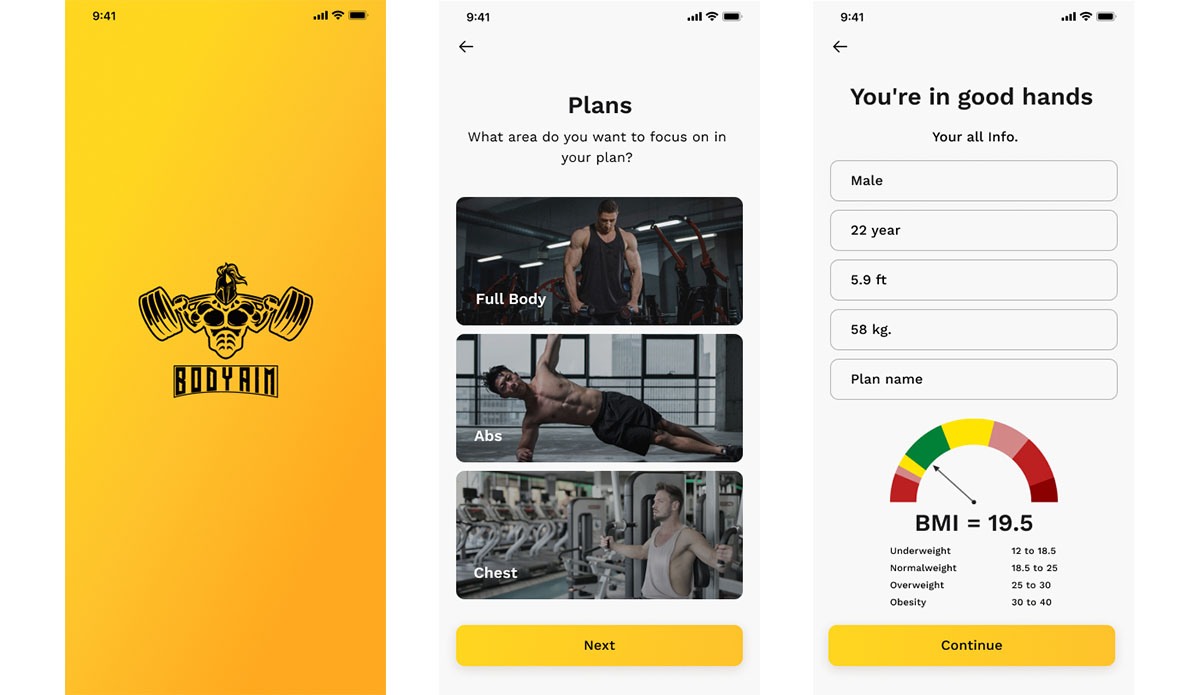 9:41
BODYAIM
9:41
Plans
What area do you want to focus on in
your plan?
Full Body
Abs
Chest
Next
9:41
You're in good hands
Your all Info.
Male
22 year
5.9 ft
58 kg.
Plan name
BMI = 19.5
Underweight 12 to 18.5
Normalweight 18.5 to 25
Overweight 25 to 30
Obesity 30 to 40
Continue